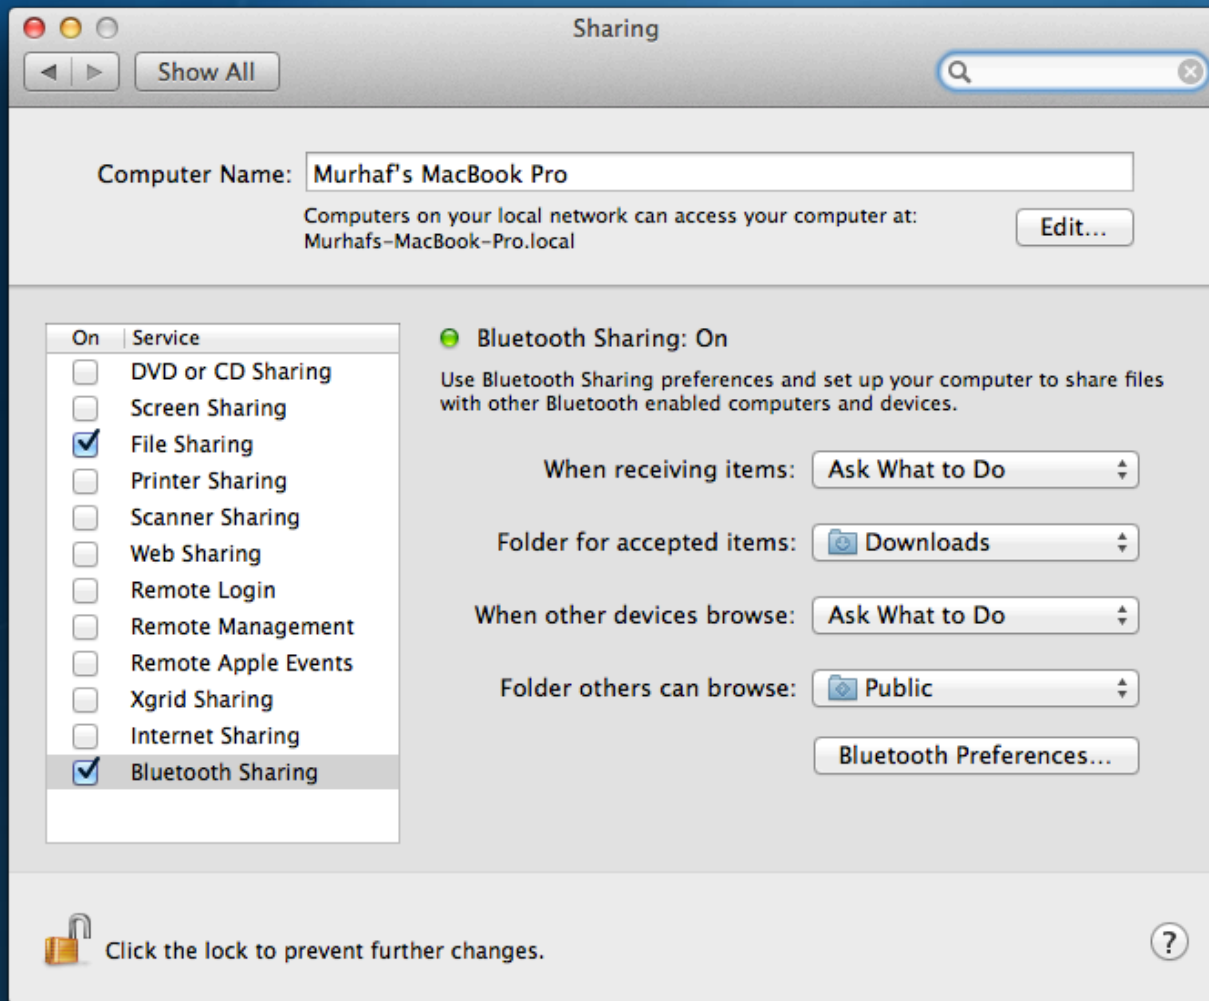 Sharing
Show All
Computer Name: Murhaf's MacBook Pro
Computers on your local network can access your computer at:
Murhafs-MacBook-Pro.local
Edit...
On Service
DVD or CD Sharing
Screen Sharing
File Sharing
Printer Sharing
Scanner Sharing
Web Sharing
Remote Login
Remote Management
Remote Apple Events
Xgrid Sharing
Internet Sharing
Bluetooth Sharing
Bluetooth Sharing: On
Use Bluetooth Sharing preferences and set up your computer to share files
with other Bluetooth enabled computers and devices.
When receiving items: Ask What to Do
Folder for accepted items: Downloads
When other devices browse: Ask What to Do
Folder others can browse: Public
Bluetooth Preferences...
Click the lock to prevent further changes.
?